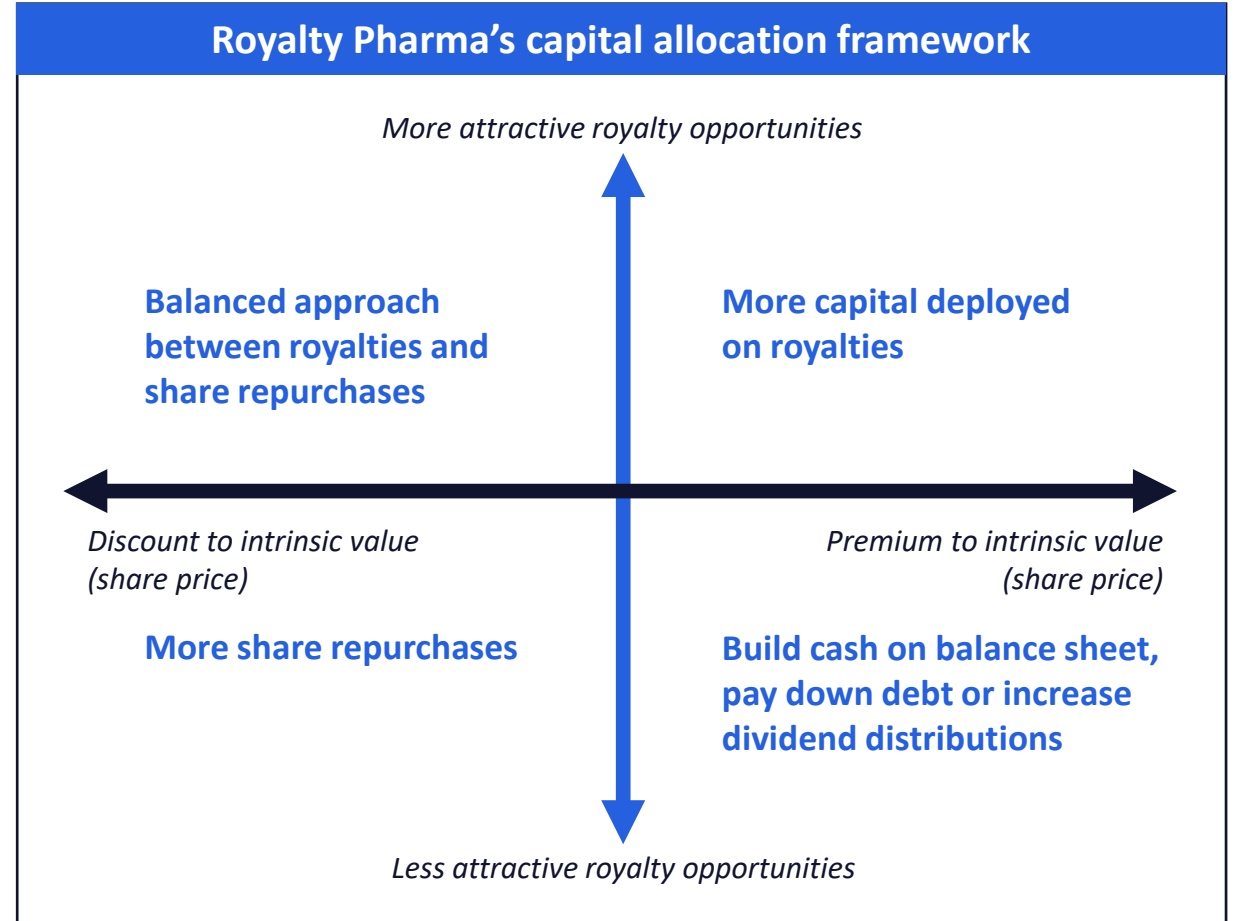 Royalty Pharma’s capital allocation framework
More attractive royalty opportunities
Balanced approach
between royalties and
share repurchases
More capital deployed
on royalties
Discount to intrinsic value
(share price)
Premium to intrinsic value
(share price)
More share repurchases
Build cash on balance sheet,
pay down debt or increase
dividend distributions
Less attractive royalty opportunities